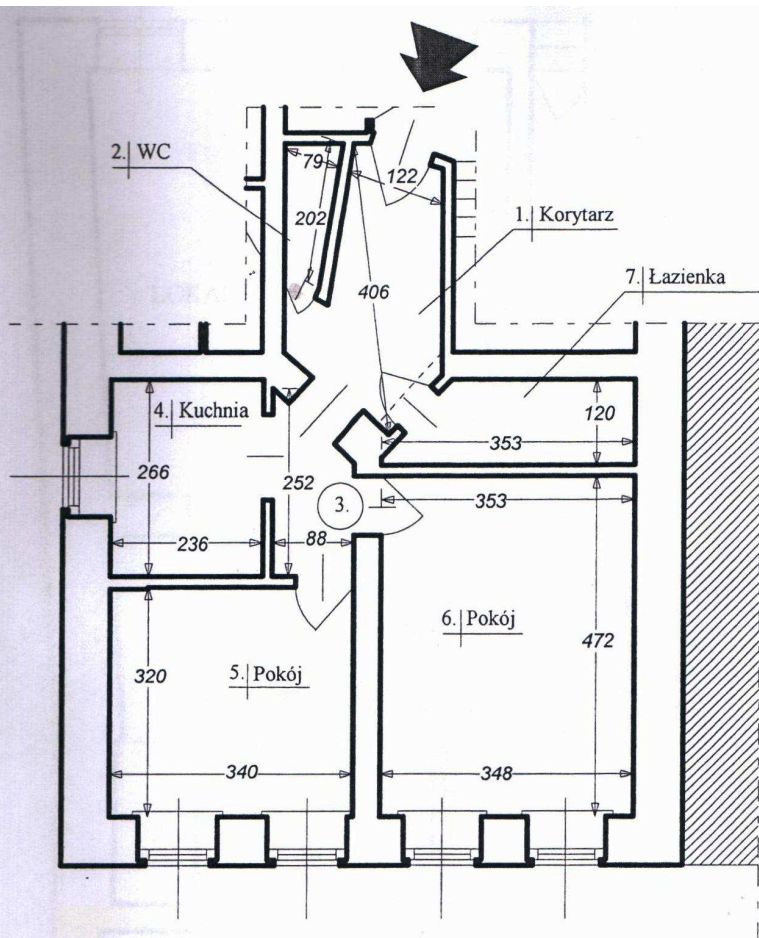 2. WC
79
122
202
1. Korytarz
406
7. Łazienka
4. Kuchnia
120
353
266
252
353
3.
236
88
6. Pokój
472
320
5. Pokój
340
348